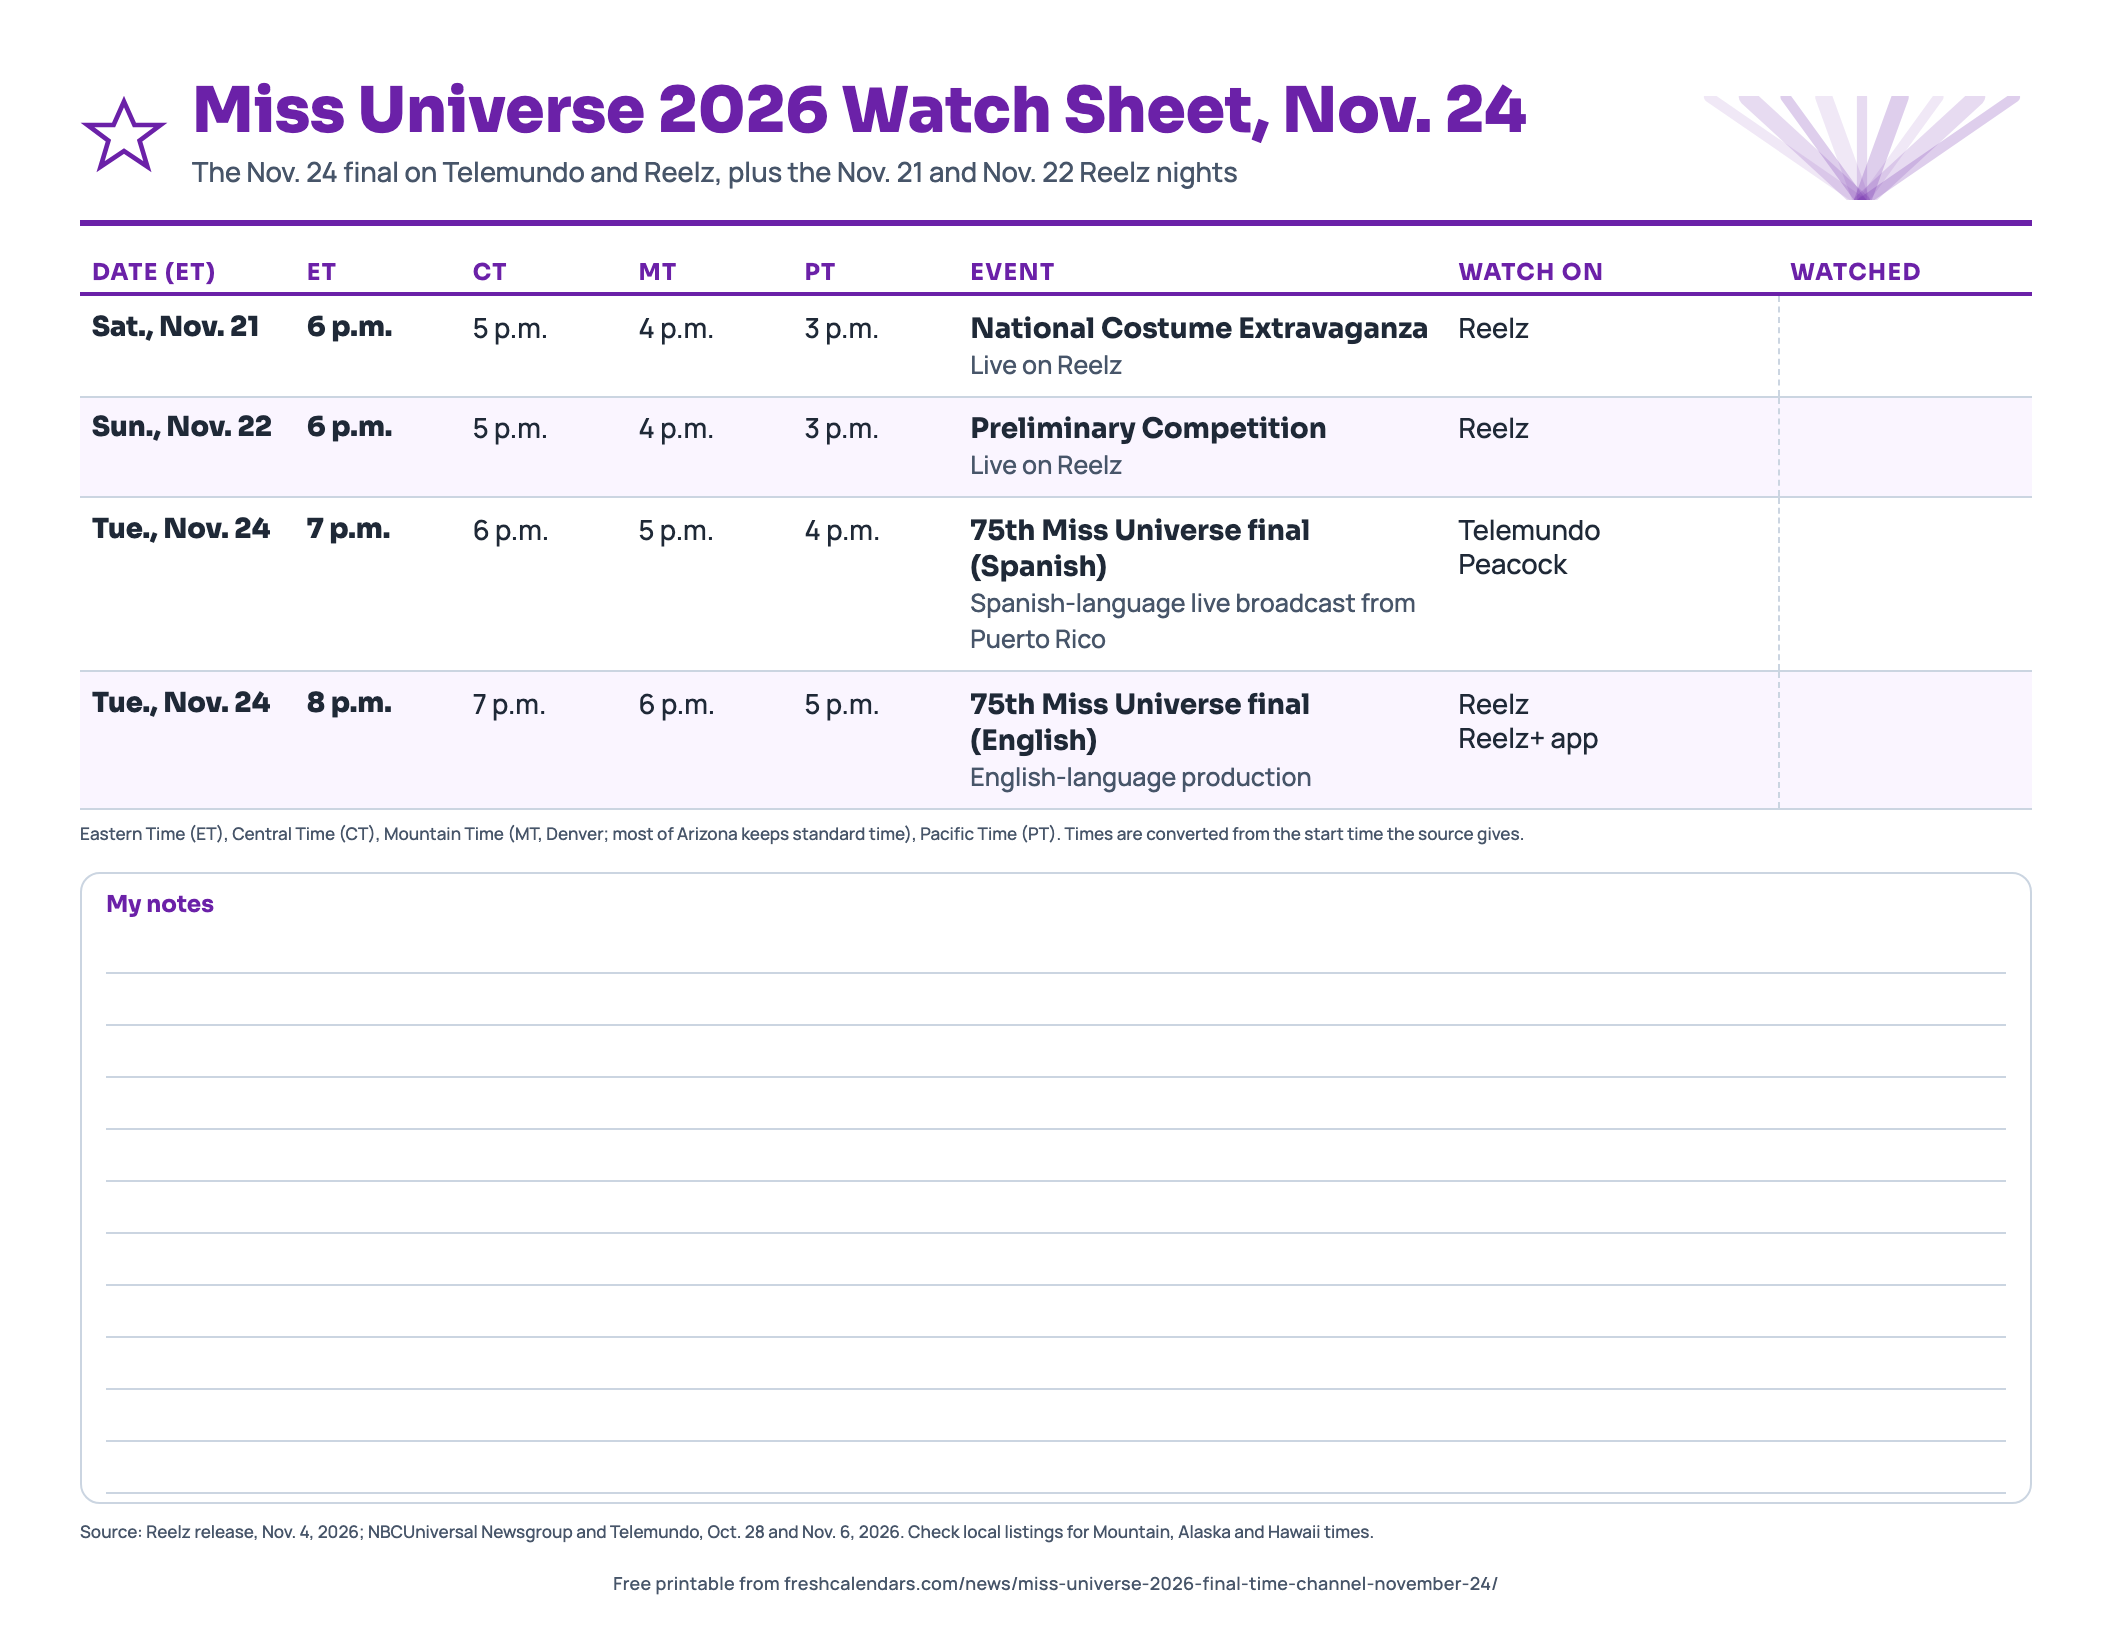 Miss Universe 2026 Watch Sheet, Nov. 24
The Nov. 24 final on Telemundo and Reelz, plus the Nov. 21 and Nov. 22 Reelz nights
DATE (ET) ET CT MT PT EVENT WATCH ON WATCHED
Sat., Nov. 21 6 p.m. 5 p.m. 4 p.m. 3 p.m. National Costume Extravaganza Reelz
Live on Reelz
Sun., Nov. 22 6 p.m. 5 p.m. 4 p.m. 3 p.m. Preliminary Competition Reelz
Live on Reelz
Tue., Nov. 24 7 p.m. 6 p.m. 5 p.m. 4 p.m. 75th Miss Universe final Telemundo
(Spanish) Peacock
Spanish-language live broadcast from
Puerto Rico
Tue., Nov. 24 8 p.m. 7 p.m. 6 p.m. 5 p.m. 75th Miss Universe final Reelz
(English) Reelz+ app
English-language production
Eastern Time (ET), Central Time (CT), Mountain Time (MT, Denver; most of Arizona keeps standard time), Pacific Time (PT). Times are converted from the start time the source gives.
My notes
Source: Reelz release, Nov. 4, 2026; NBCUniversal Newsgroup and Telemundo, Oct. 28 and Nov. 6, 2026. Check local listings for Mountain, Alaska and Hawaii times.
Free printable from freshcalendars.com/news/miss-universe-2026-final-time-channel-november-24/